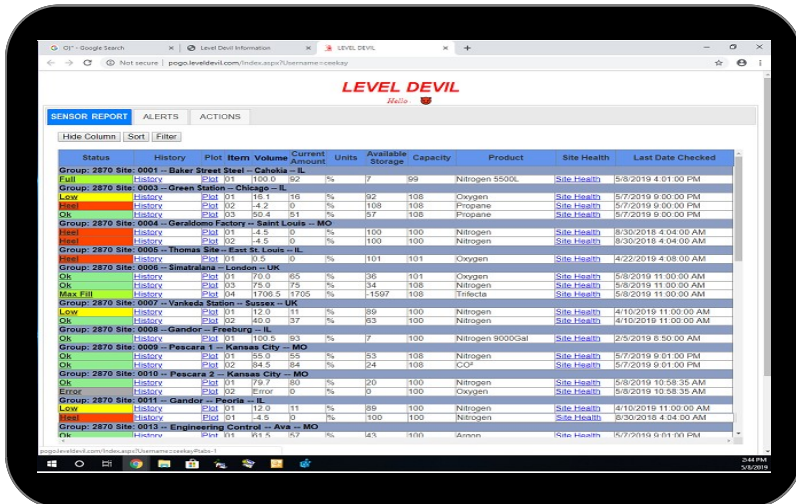 O)" - Google Search Level Devil Information LEVEL DEVIL
Not secure | pogo.leveldevil.com/Index.aspx?Username=ceekay
LEVEL DEVIL
Hello
SENSOR REPORT ALERTS ACTIONS
Hide Column Sort Filter
Status History Plot Item Volume Current Amount Units Available Storage Capacity Product Site Health Last Date Checked
Group: 2870 Site: 0001 -- Baker Street Steel -- Cahokia -- IL
Full History Plot 01 100.0 92 % 7 99 Nitrogen 5500L Site Health 5/8/2019 4:01:00 PM
Group: 2870 Site: 0003 -- Green Station -- Chicago -- IL
Low History Plot 01 16.1 16 % 92 108 Oxygen Site Health 5/7/2019 9:00:00 PM
Heel History Plot 02 -4.2 0 % 108 108 Propane Site Health 5/7/2019 9:00:00 PM
Ok History Plot 03 50.4 51 % 57 108 Propane Site Health 5/7/2019 9:00:00 PM
Group: 2870 Site: 0004 -- Geraldomo Factory -- Saint Louis -- MO
Heel History Plot 01 -4.5 0 % 100 100 Nitrogen Site Health 8/30/2018 4:04:00 AM
Heel History Plot 02 -4.5 0 % 100 100 Nitrogen Site Health 8/30/2018 4:04:00 AM
Group: 2870 Site: 0005 -- Thomas Site -- East St. Louis -- IL
Heel History Plot 01 0.5 0 % 101 101 Oxygen Site Health 4/22/2019 4:08:00 AM
Group: 2870 Site: 0006 -- Simatralana -- London -- UK
Ok History Plot 01 70.0 65 % 36 101 Oxygen Site Health 5/8/2019 11:00:00 AM
Ok History Plot 03 75.0 75 % 34 108 Nitrogen Site Health 5/8/2019 11:00:00 AM
Max Fill History Plot 04 1706.5 1705 % -1597 108 Trifecta Site Health 5/8/2019 11:00:00 AM
Group: 2870 Site: 0007 -- Vankeda Station -- Sussex -- UK
Low History Plot 01 12.0 11 % 89 100 Nitrogen Site Health 4/10/2019 11:00:00 AM
Ok History Plot 02 40.0 37 % 63 100 Nitrogen Site Health 4/10/2019 11:00:00 AM
Group: 2870 Site: 0008 -- Gandor -- Freeburg -- IL
Ok History Plot 01 100.5 93 % 7 100 Nitrogen 9000Gal Site Health 2/5/2019 8:50:00 AM
Group: 2870 Site: 0009 -- Pescara 1 -- Kansas City -- MO
Ok History Plot 01 55.0 55 % 53 108 Nitrogen Site Health 5/7/2019 9:01:00 PM
Ok History Plot 02 84.5 84 % 24 108 CO² Site Health 5/7/2019 9:01:00 PM
Group: 2870 Site: 0010 -- Pescara 2 -- Kansas City -- MO
Ok History Plot 01 79.7 80 % 20 100 Nitrogen Site Health 5/8/2019 10:58:35 AM
Error History Plot 02 Error 0 % 0 100 Oxygen Site Health 5/8/2019 10:58:35 AM
Group: 2870 Site: 0011 -- Gandor -- Peoria -- IL
Low History Plot 01 12.0 11 % 89 100 Nitrogen Site Health 4/10/2019 11:00:00 AM
Heel History Plot 01 -4.5 0 % 100 100 Nitrogen Site Health 8/30/2018 4:04:00 AM
Group: 2870 Site: 0013 -- Engineering Control -- Ava -- MO
Ok History Plot 01 61.5 57 % 43 100 Argon Site Health 5/7/2019 9:01:00 PM
pogo.leveldevil.com/Index.aspx?Username=ceekay#tabs-1
2:44 PM
5/8/2019